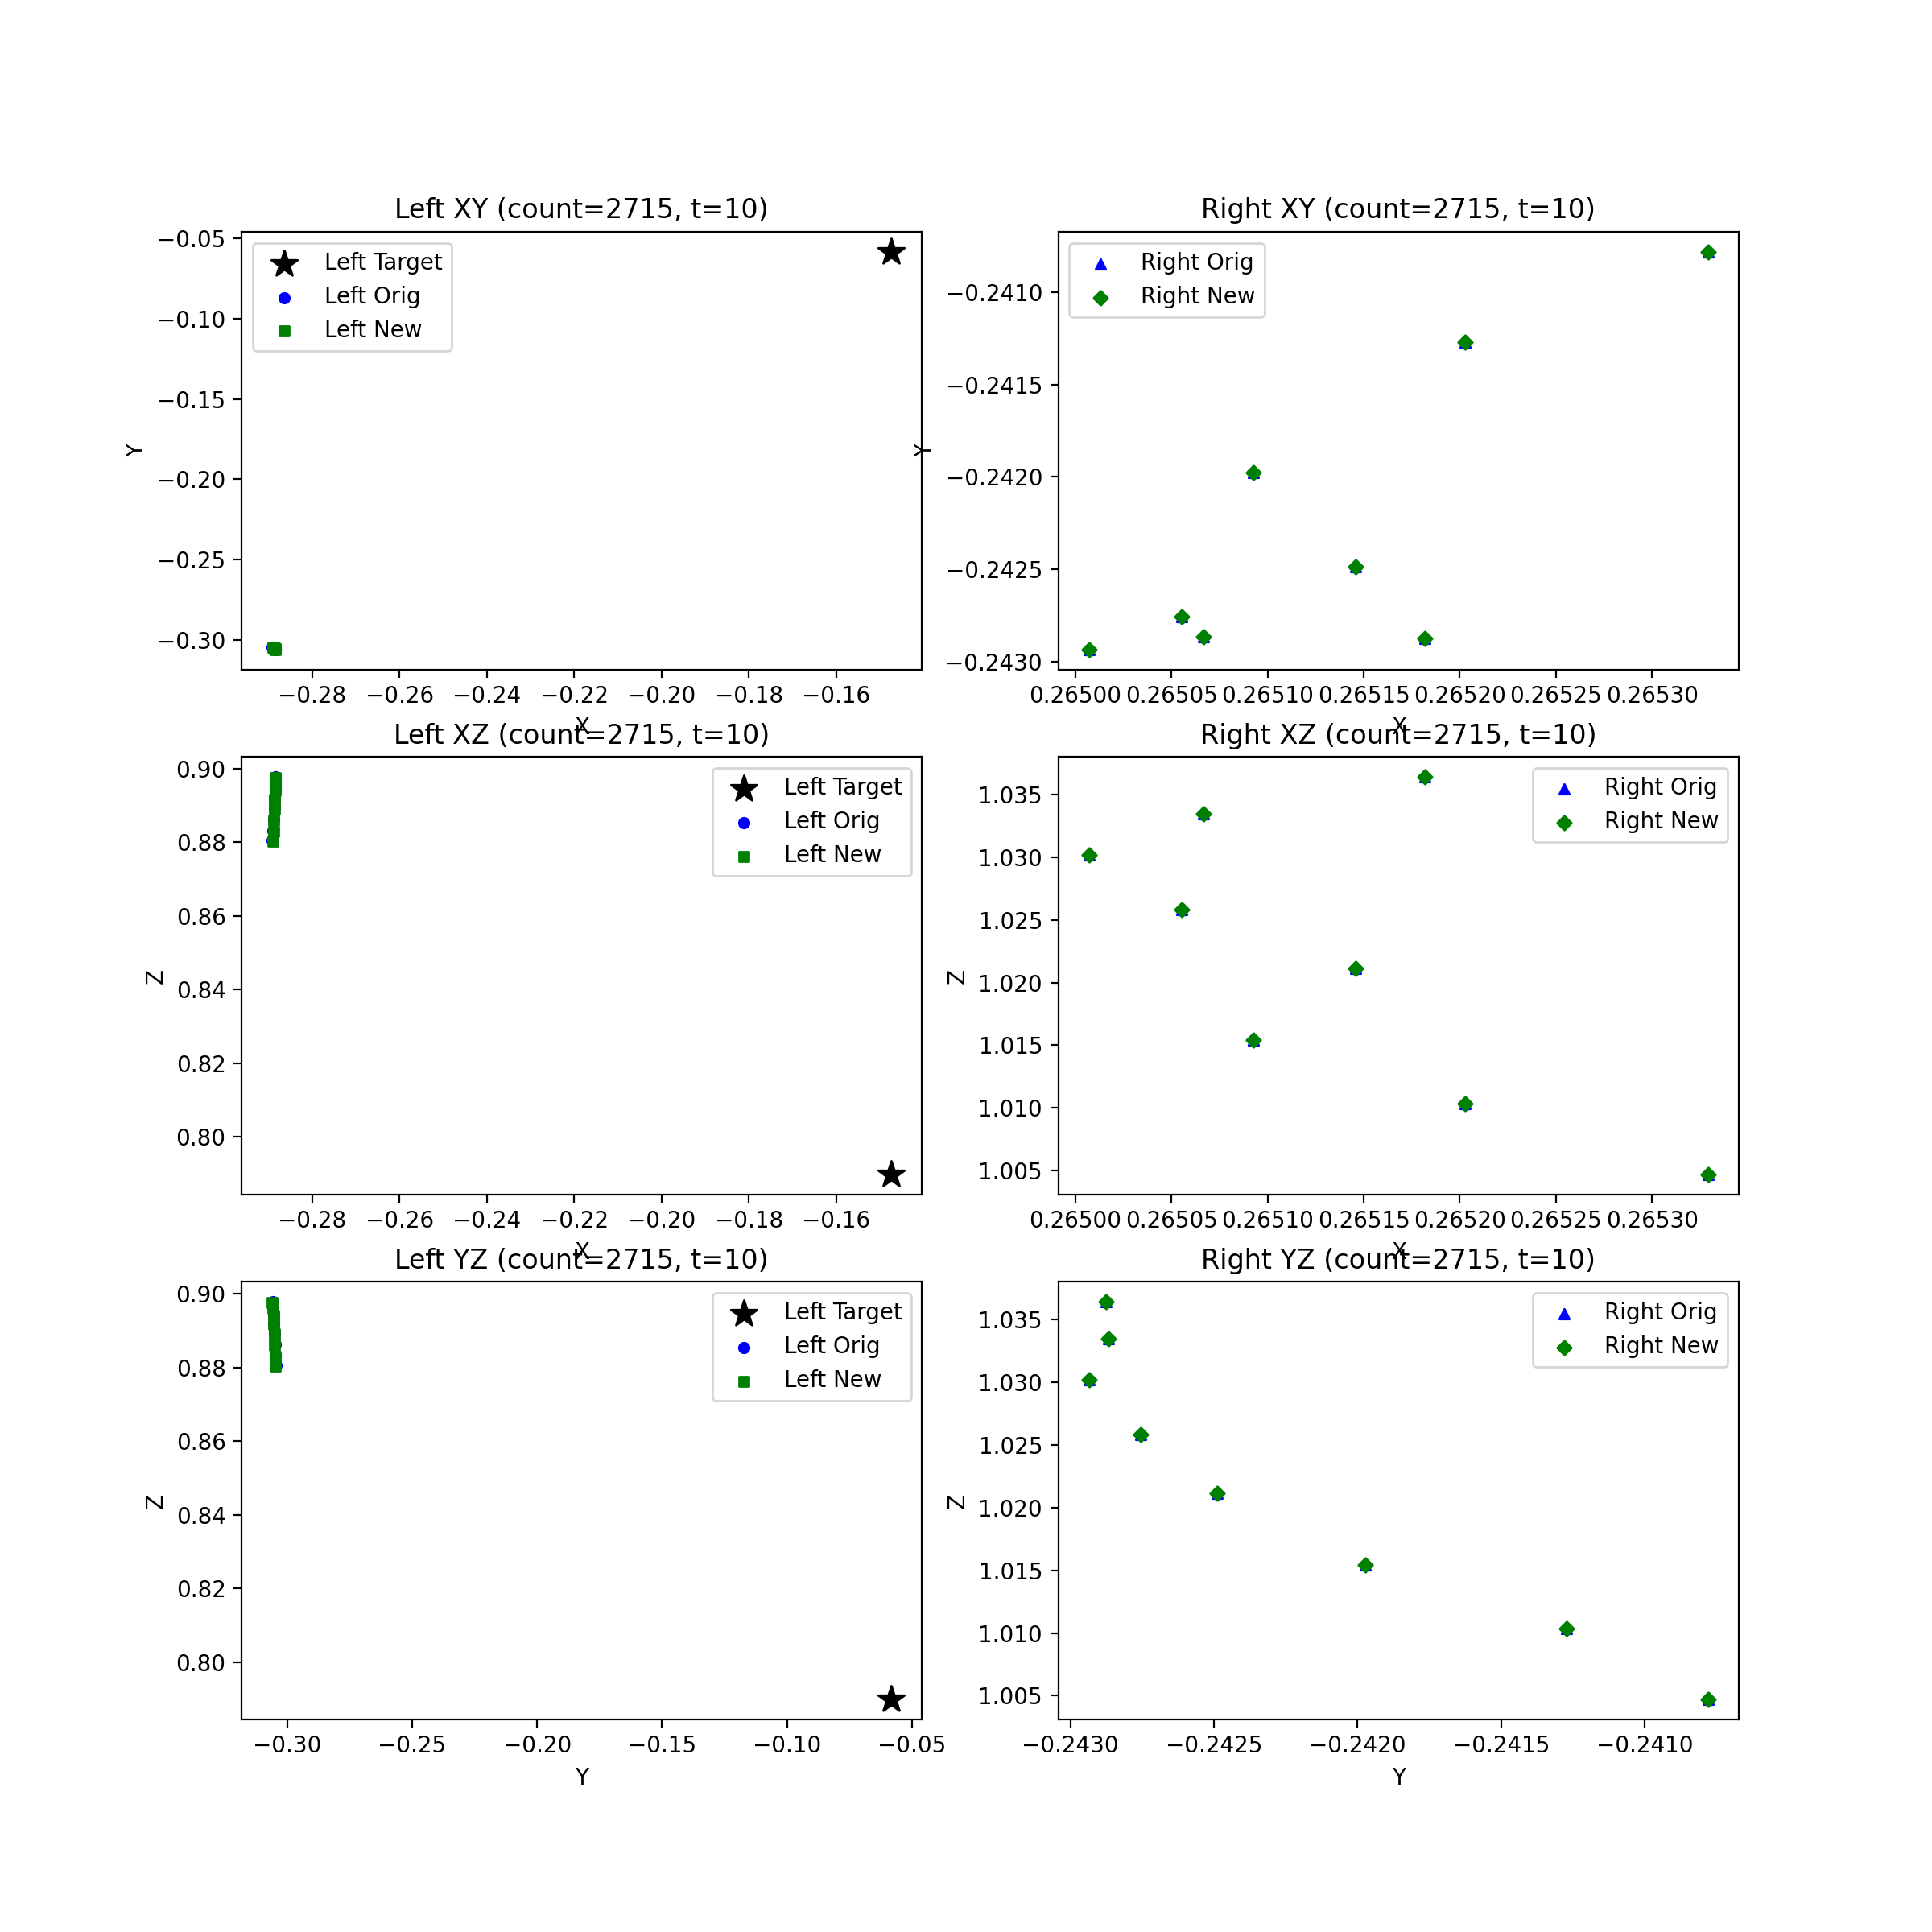 Left XY (count=2715, t=10)
Left Target
Left Orig
Left New
−0.05
−0.10
−0.15
−0.20
−0.25
−0.30
Y
−0.28 −0.26 −0.24 −0.22 −0.20 −0.18 −0.16
X
Right XY (count=2715, t=10)
Right Orig
Right New
−0.2410
−0.2415
−0.2420
−0.2425
−0.2430
Y
0.26500 0.26505 0.26510 0.26515 0.26520 0.26525 0.26530
X
Left XZ (count=2715, t=10)
Left Target
Left Orig
Left New
0.90
0.88
0.86
0.84
0.82
0.80
Z
−0.28 −0.26 −0.24 −0.22 −0.20 −0.18 −0.16
X
Right XZ (count=2715, t=10)
Right Orig
Right New
1.035
1.030
1.025
1.020
1.015
1.010
1.005
Z
0.26500 0.26505 0.26510 0.26515 0.26520 0.26525 0.26530
X
Left YZ (count=2715, t=10)
Left Target
Left Orig
Left New
0.90
0.88
0.86
0.84
0.82
0.80
Z
−0.30 −0.25 −0.20 −0.15 −0.10 −0.05
Y
Right YZ (count=2715, t=10)
Right Orig
Right New
1.035
1.030
1.025
1.020
1.015
1.010
1.005
Z
−0.2430 −0.2425 −0.2420 −0.2415 −0.2410
Y